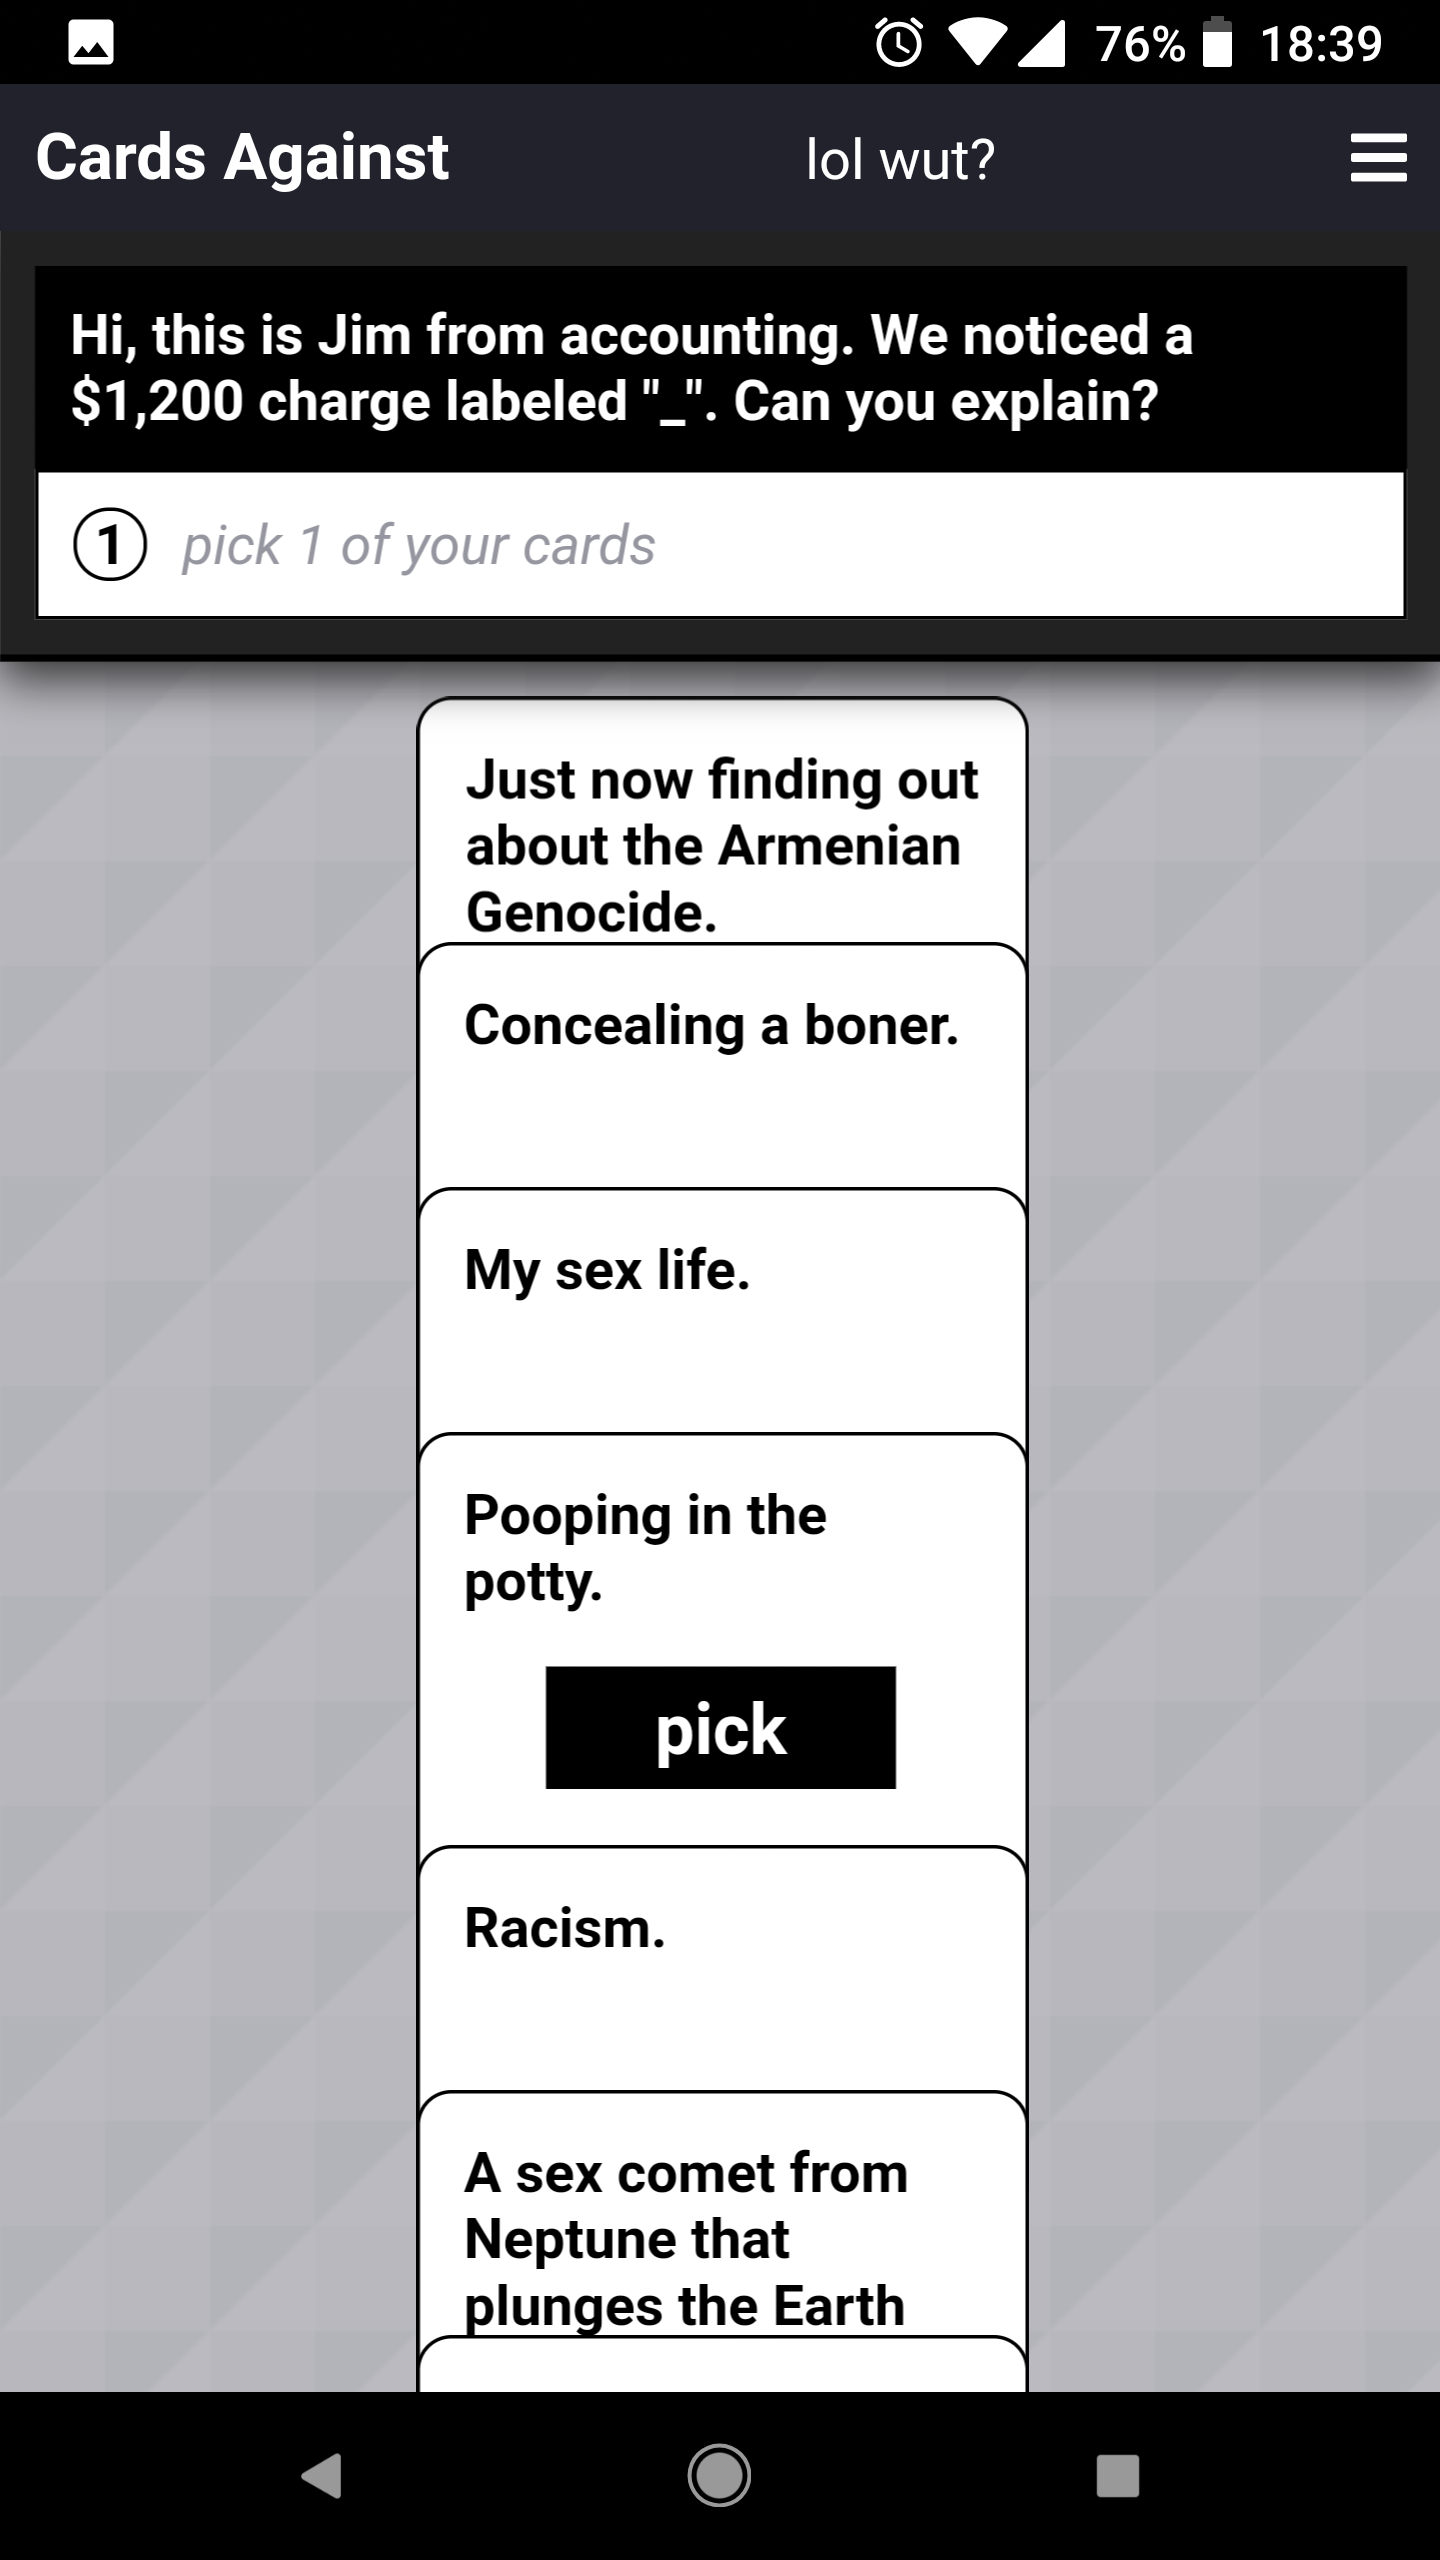 76% 18:39
Cards Against lol wut?
Hi, this is Jim from accounting. We noticed a
$1,200 charge labeled "_". Can you explain?
1 pick 1 of your cards
Just now finding out
about the Armenian
Genocide.
Concealing a boner.
My sex life.
Pooping in the
potty.
pick
Racism.
A sex comet from
Neptune that
plunges the Earth